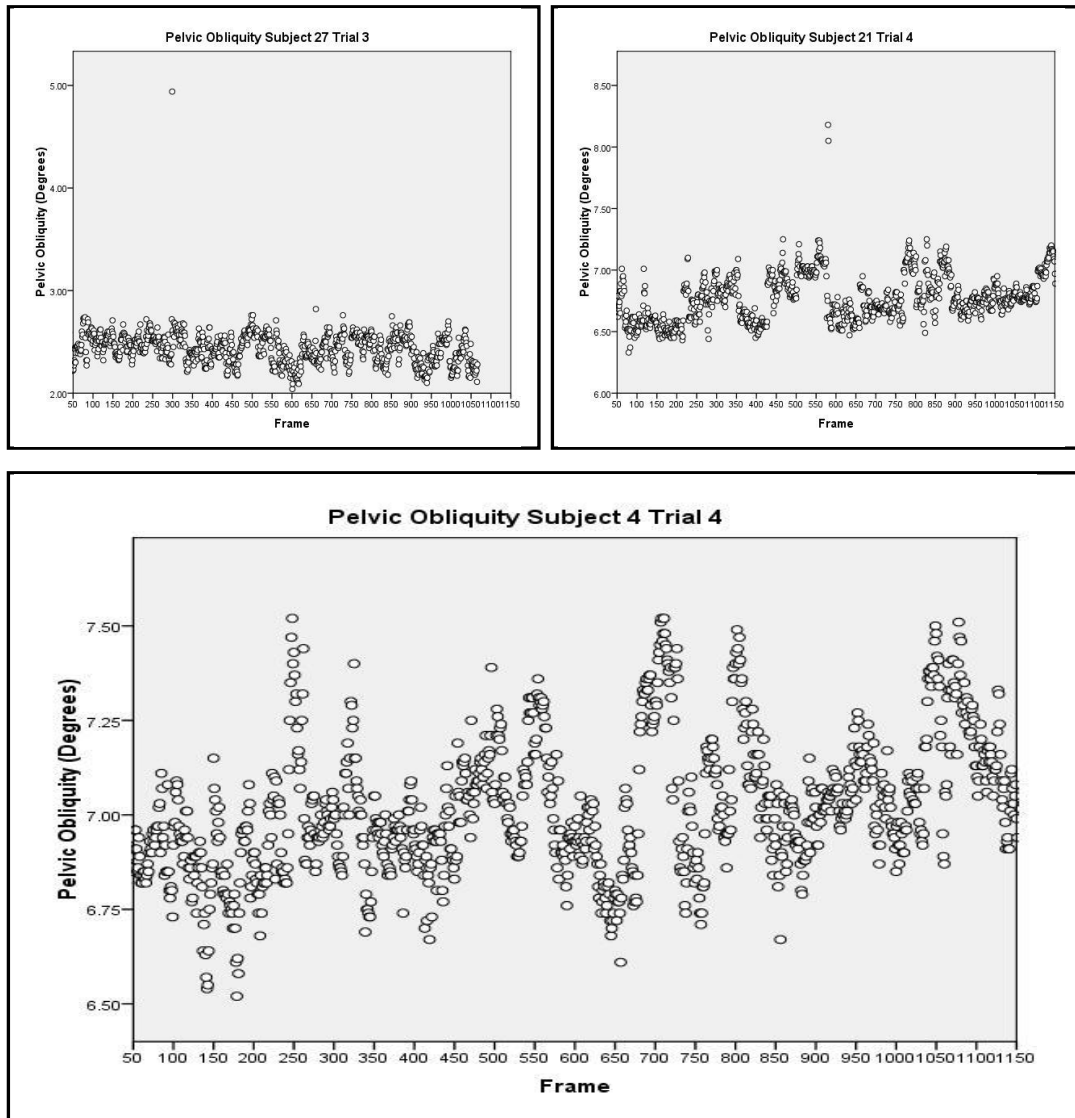 Pelvic Obliquity Subject 27 Trial 3
Pelvic Obliquity (Degrees)
5.00
4.00
3.00
2.00
50 100 150 200 250 300 350 400 450 500 550 600 650 700 750 800 850 900 950 1000 1050 1100 1150
Frame
Pelvic Obliquity Subject 21 Trial 4
Pelvic Obliquity (Degrees)
8.50
8.00
7.50
7.00
6.50
6.00
50 100 150 200 250 300 350 400 450 500 550 600 650 700 750 800 850 900 950 1000 1050 1100 1150
Frame
Pelvic Obliquity Subject 4 Trial 4
Pelvic Obliquity (Degrees)
7.50
7.25
7.00
6.75
6.50
50 100 150 200 250 300 350 400 450 500 550 600 650 700 750 800 850 900 950 1000 1050 1100 1150
Frame